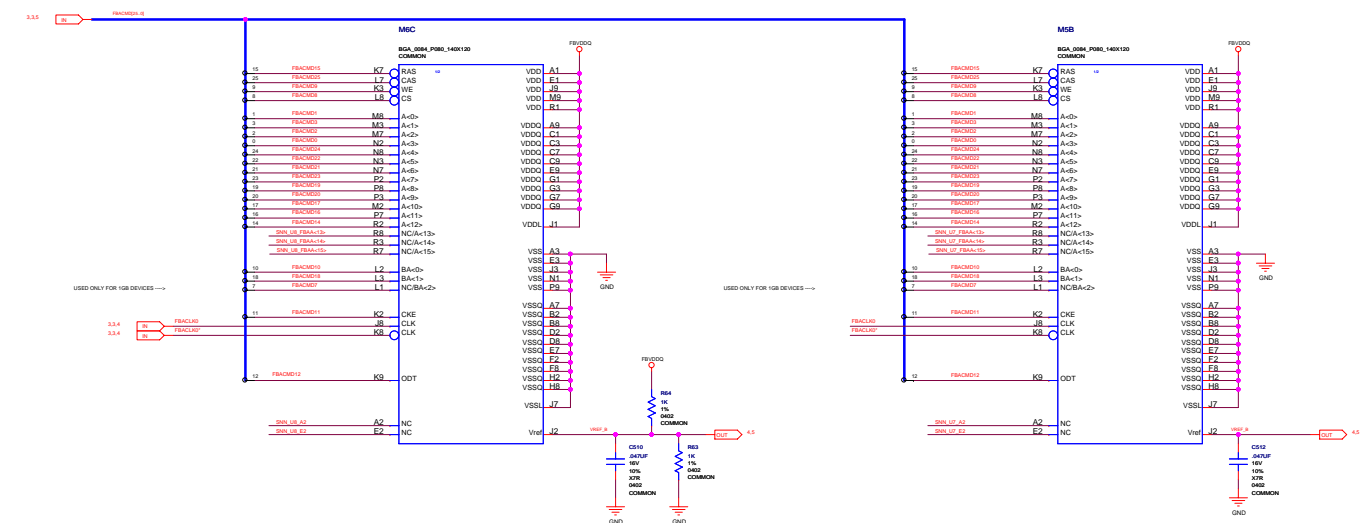 3,3,5 IN FBACMD[25..0]
M6C
BGA_0084_P080_140X120
COMMON
FBVDDQ
15 FBACMD15 K7 RAS U2 VDD A1
25 FBACMD25 L7 CAS VDD E1
9 FBACMD9 K3 WE VDD J9
8 FBACMD8 L8 CS VDD M9
VDD R1
1 FBACMD1 M8 A<0>
3 FBACMD3 M3 A<1> VDDQ A9
2 FBACMD2 M7 A<2> VDDQ C1
0 FBACMD0 N2 A<3> VDDQ C3
24 FBACMD24 N8 A<4> VDDQ C7
22 FBACMD22 N3 A<5> VDDQ C9
21 FBACMD21 N7 A<6> VDDQ E9
23 FBACMD23 P2 A<7> VDDQ G1
19 FBACMD19 P8 A<8> VDDQ G3
20 FBACMD20 P3 A<9> VDDQ G7
17 FBACMD17 M2 A<10> VDDQ G9
16 FBACMD16 P7 A<11>
14 FBACMD14 R2 A<12> VDDL J1
SNN_U8_FBAA<13> R8 NC/A<13>
SNN_U8_FBAA<14> R3 NC/A<14>
SNN_U8_FBAA<15> R7 NC/A<15> VSS A3
VSS E3
10 FBACMD10 L2 BA<0> VSS J3
18 FBACMD18 L3 BA<1> VSS N1
USED ONLY FOR 1GB DEVICES ---->
7 FBACMD7 L1 NC/BA<2> VSS P9
GND
VSSQ A7
11 FBACMD11 K2 CKE VSSQ B2
3,3,4 IN FBACLK0 J8 CLK VSSQ B8
3,3,4 IN FBACLK0* K8 CLK VSSQ D2
VSSQ D8
VSSQ E7
VSSQ F2
VSSQ F8
12 FBACMD12 K9 ODT VSSQ H2
VSSQ H8
VSSL J7
SNN_U8_A2 A2 NC
SNN_U8_E2 E2 NC Vref J2 VREF_B OUT 4,5
FBVDDQ
R64
1K
1%
0402
COMMON
C510
.047UF
16V
10%
X7R
0402
COMMON
GND
R63
1K
1%
0402
COMMON
GND
M5B
BGA_0084_P080_140X120
COMMON
FBVDDQ
15 FBACMD15 K7 RAS U2 VDD A1
25 FBACMD25 L7 CAS VDD E1
9 FBACMD9 K3 WE VDD J9
8 FBACMD8 L8 CS VDD M9
VDD R1
1 FBACMD1 M8 A<0>
3 FBACMD3 M3 A<1> VDDQ A9
2 FBACMD2 M7 A<2> VDDQ C1
0 FBACMD0 N2 A<3> VDDQ C3
24 FBACMD24 N8 A<4> VDDQ C7
22 FBACMD22 N3 A<5> VDDQ C9
21 FBACMD21 N7 A<6> VDDQ E9
23 FBACMD23 P2 A<7> VDDQ G1
19 FBACMD19 P8 A<8> VDDQ G3
20 FBACMD20 P3 A<9> VDDQ G7
17 FBACMD17 M2 A<10> VDDQ G9
16 FBACMD16 P7 A<11>
14 FBACMD14 R2 A<12> VDDL J1
SNN_U7_FBAA<13> R8 NC/A<13>
SNN_U7_FBAA<14> R3 NC/A<14>
SNN_U7_FBAA<15> R7 NC/A<15> VSS A3
VSS E3
10 FBACMD10 L2 BA<0> VSS J3
18 FBACMD18 L3 BA<1> VSS N1
USED ONLY FOR 1GB DEVICES ---->
7 FBACMD7 L1 NC/BA<2> VSS P9
GND
VSSQ A7
11 FBACMD11 K2 CKE VSSQ B2
FBACLK0 J8 CLK VSSQ B8
FBACLK0* K8 CLK VSSQ D2
VSSQ D8
VSSQ E7
VSSQ F2
VSSQ F8
12 FBACMD12 K9 ODT VSSQ H2
VSSQ H8
VSSL J7
SNN_U7_A2 A2 NC
SNN_U7_E2 E2 NC Vref J2 VREF_B OUT 4,5
C512
.047UF
16V
10%
X7R
0402
COMMON
GND